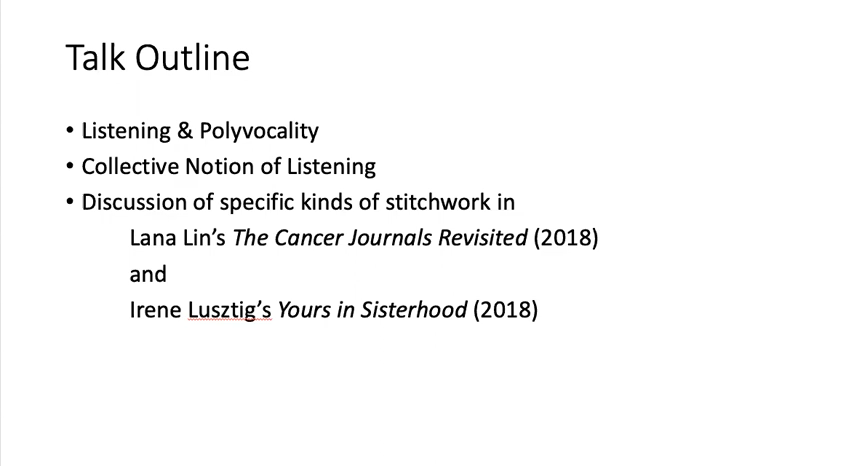 Talk Outline
• Listening & Polyvocality
• Collective Notion of Listening
• Discussion of specific kinds of stitchwork in
Lana Lin’s The Cancer Journals Revisited (2018)
and
Irene Lusztig’s Yours in Sisterhood (2018)